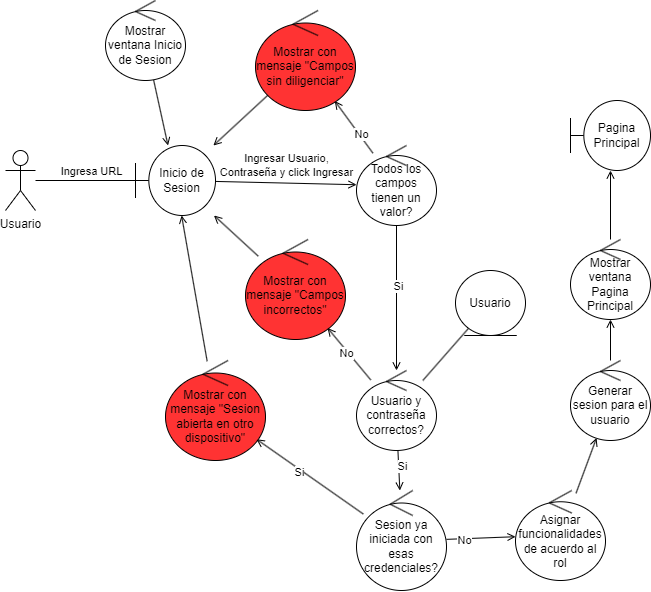 Mostrar
ventana Inicio
de Sesion
Mostrar con
mensaje "Campos
sin diligenciar"
No
Pagina
Principal
Usuario
Ingresa URL
Inicio de
Sesion
Ingresar Usuario,
Contraseña y click Ingresar
Todos los
campos
tienen un
valor?
Si
Mostrar con
mensaje "Campos
incorrectos"
No
Usuario
Mostrar
ventana
Pagina
Principal
Mostrar con
mensaje "Sesion
abierta en otro
dispositivo"
Usuario y
contraseña
correctos?
Generar
sesion para el
usuario
Si
Si
Sesion ya
iniciada con
esas
credenciales?
No
Asignar
funcionalidades
de acuerdo al
rol